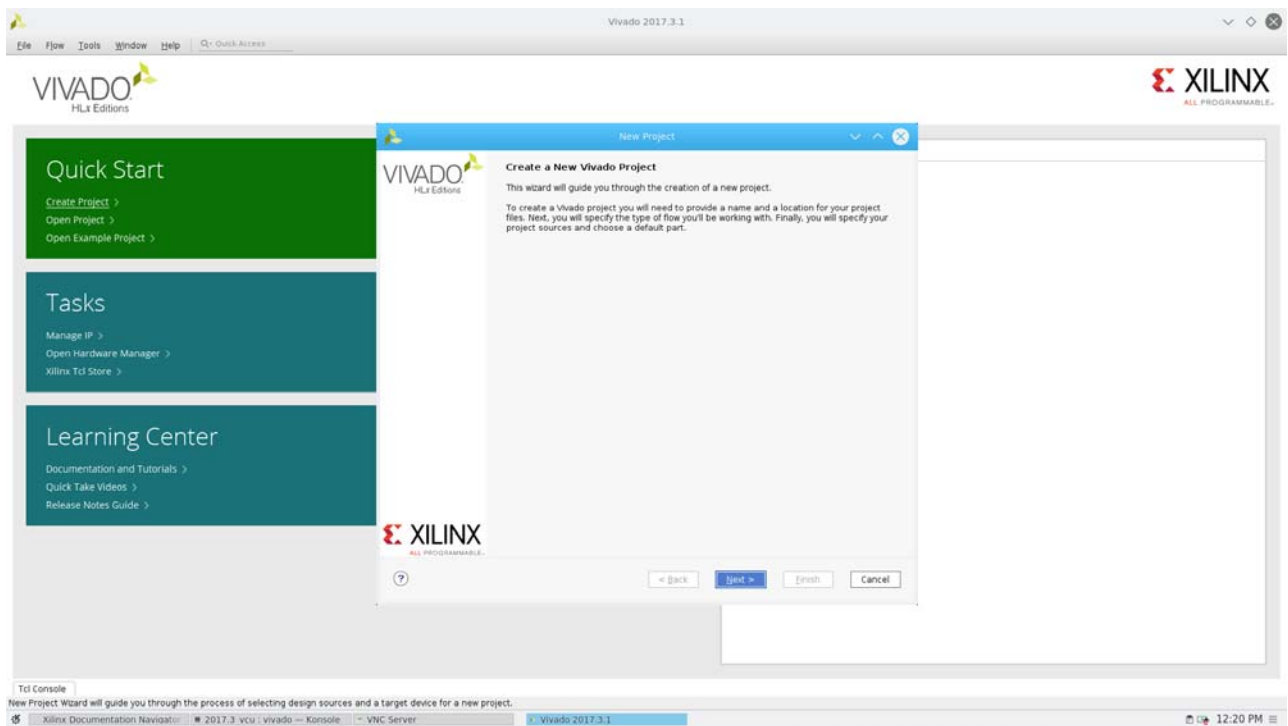 Vivado 2017.3.1
File Flow Tools Window Help Quick Access
VIVADO
HLx Editions
XILINX
ALL PROGRAMMABLE.
Quick Start
Create Project >
Open Project >
Open Example Project >
Tasks
Manage IP >
Open Hardware Manager >
Xilinx Tcl Store >
Learning Center
Documentation and Tutorials >
Quick Take Videos >
Release Notes Guide >
New Project
VIVADO
HLx Editions
Create a New Vivado Project
This wizard will guide you through the creation of a new project.
To create a Vivado project you will need to provide a name and a location for your project
files. Next, you will specify the type of flow you'll be working with. Finally, you will specify your
project sources and choose a default part.
XILINX
ALL PROGRAMMABLE.
? < Back Next > Finish Cancel
Tcl Console
New Project Wizard will guide you through the process of selecting design sources and a target device for a new project.
Xilinx Documentation Navigator 2017.3 vcu : vivado — Konsole VNC Server Vivado 2017.3.1 12:20 PM